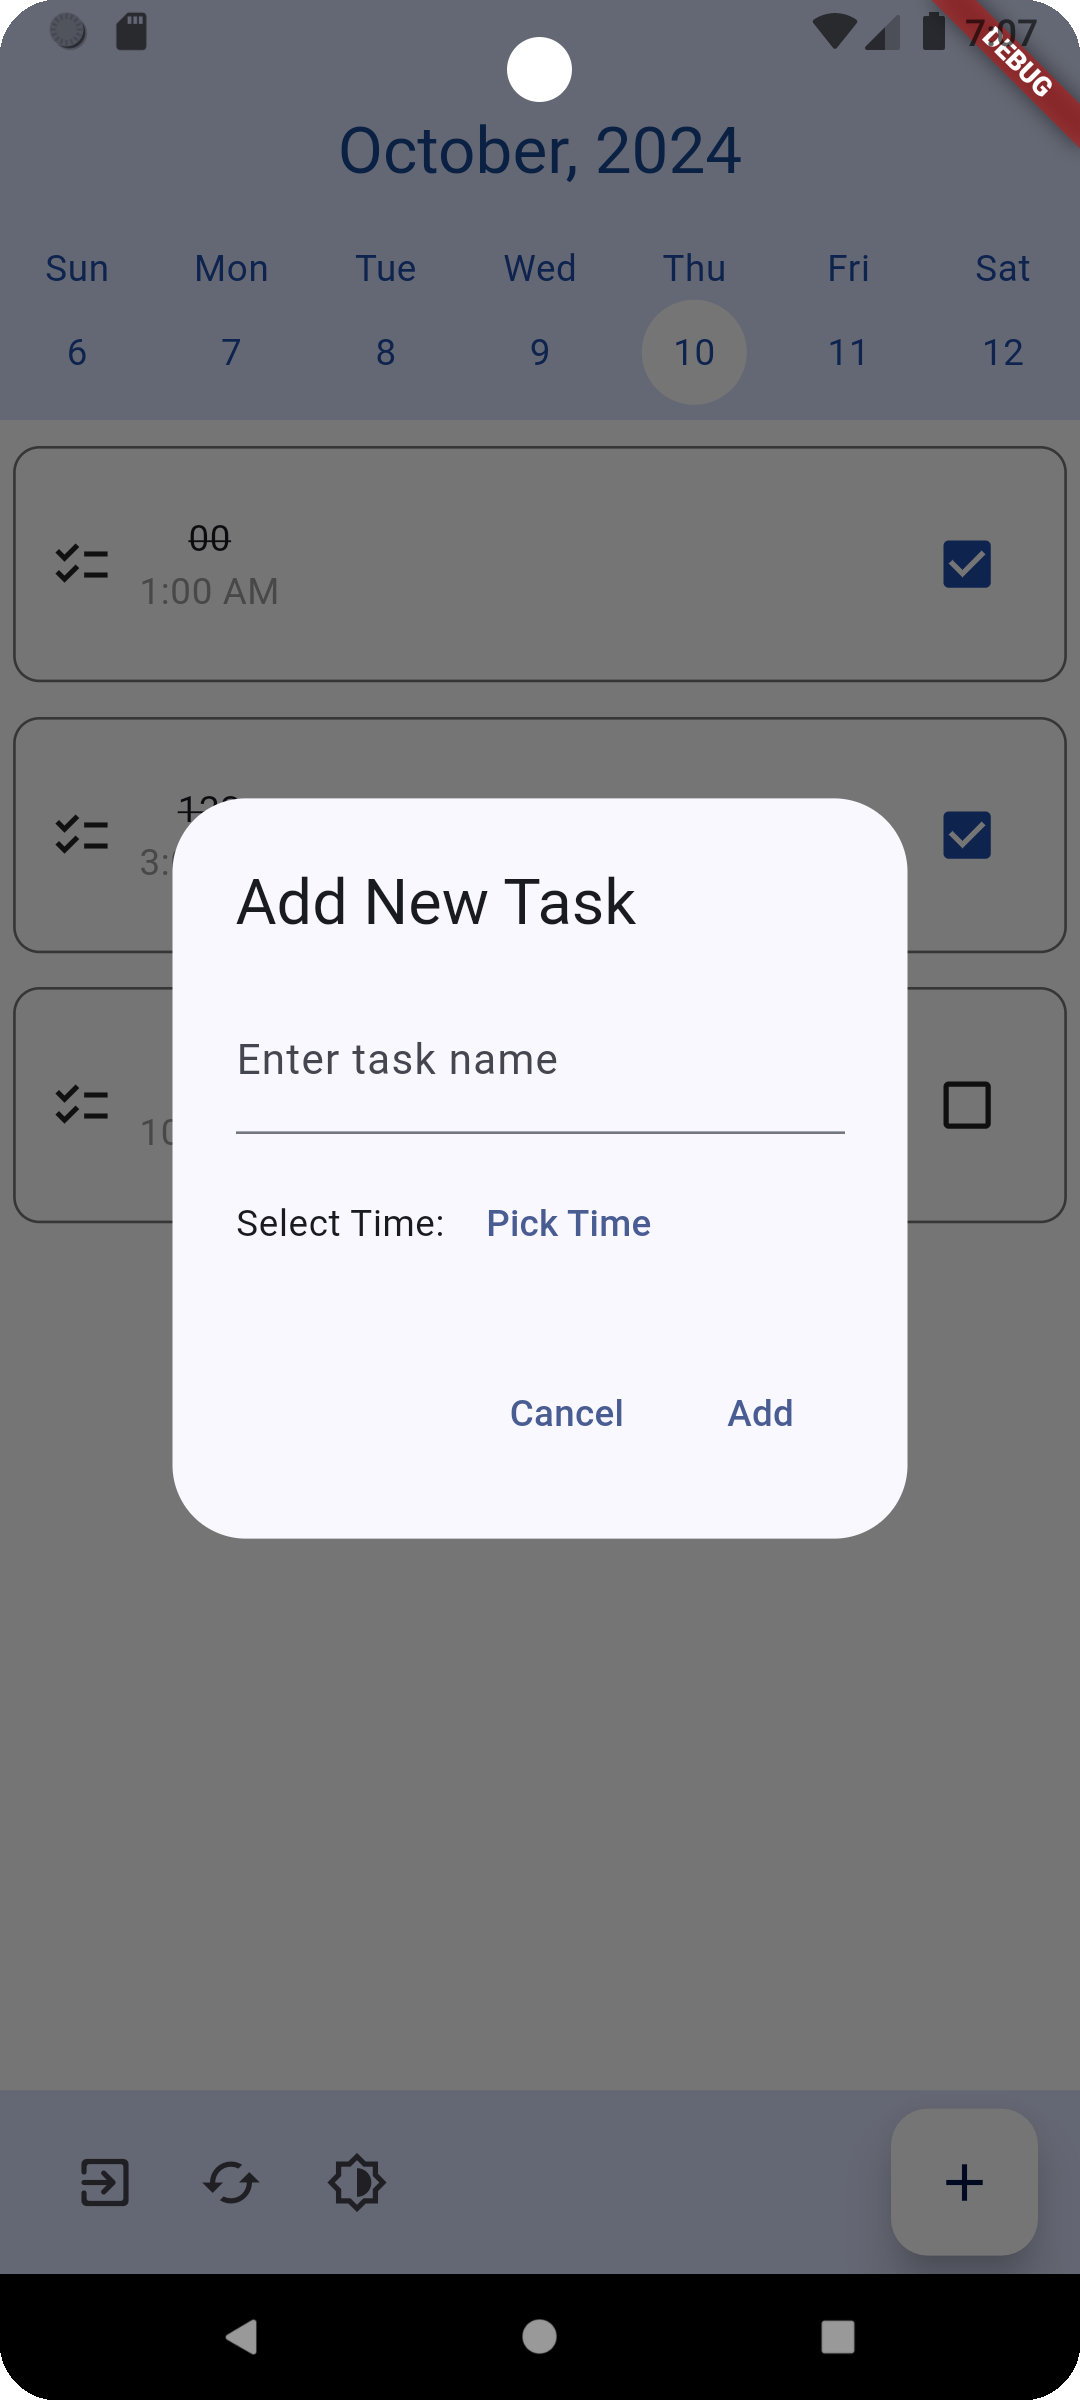 7:07
DEBUG
October, 2024
Sun Mon Tue Wed Thu Fri Sat
6 7 8 9 10 11 12
00
1:00 AM
Add New Task
Enter task name
Select Time: Pick Time
Cancel Add